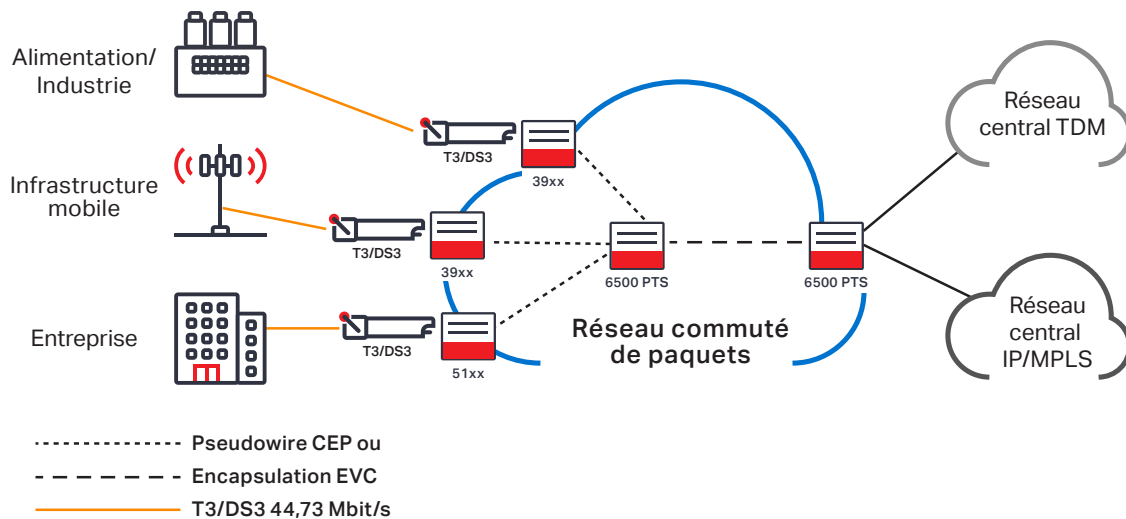 Alimentation/
Industrie
T3/DS3
39xx
Réseau
central TDM
Infrastructure
mobile
T3/DS3
39xx
6500 PTS
6500 PTS
Entreprise
T3/DS3
51xx
Réseau commuté
de paquets
Réseau
central
IP/MPLS
Pseudowire CEP ou
Encapsulation EVC
T3/DS3 44,73 Mbit/s